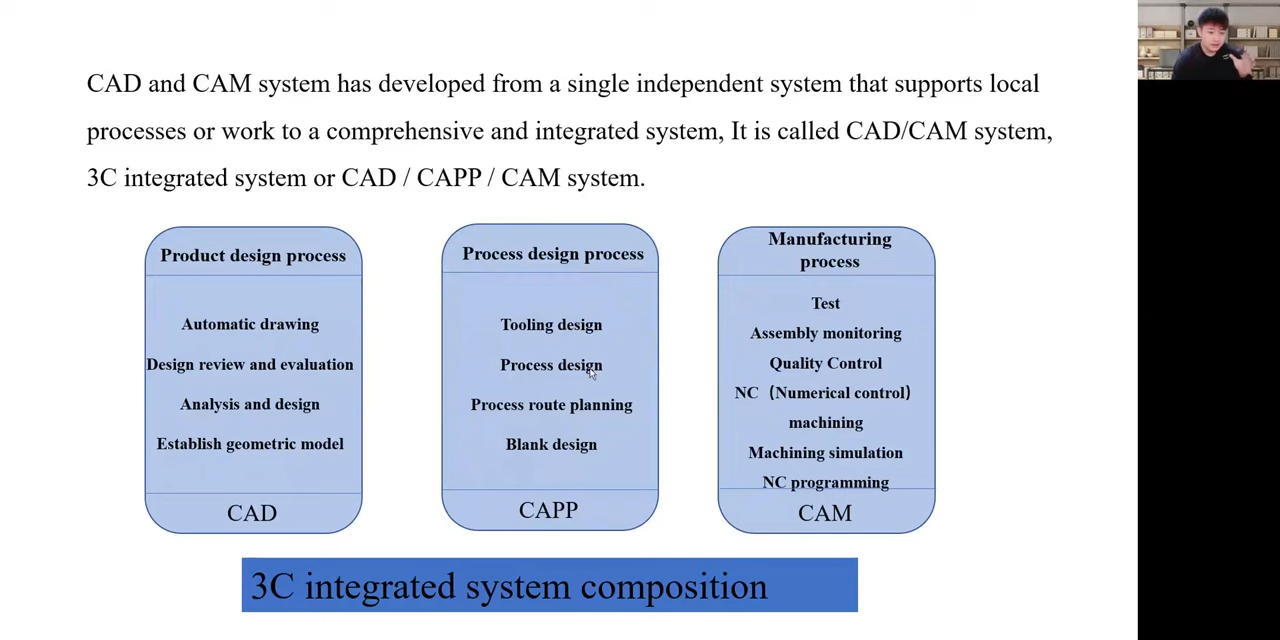 CAD and CAM system has developed from a single independent system that supports local
processes or work to a comprehensive and integrated system, It is called CAD/CAM system,
3C integrated system or CAD / CAPP / CAM system.
Product design process
Automatic drawing
Design review and evaluation
Analysis and design
Establish geometric model
CAD
Process design process
Tooling design
Process design
Process route planning
Blank design
CAPP
Manufacturing
process
Test
Assembly monitoring
Quality Control
NC（Numerical control）
machining
Machining simulation
NC programming
CAM
3C integrated system composition